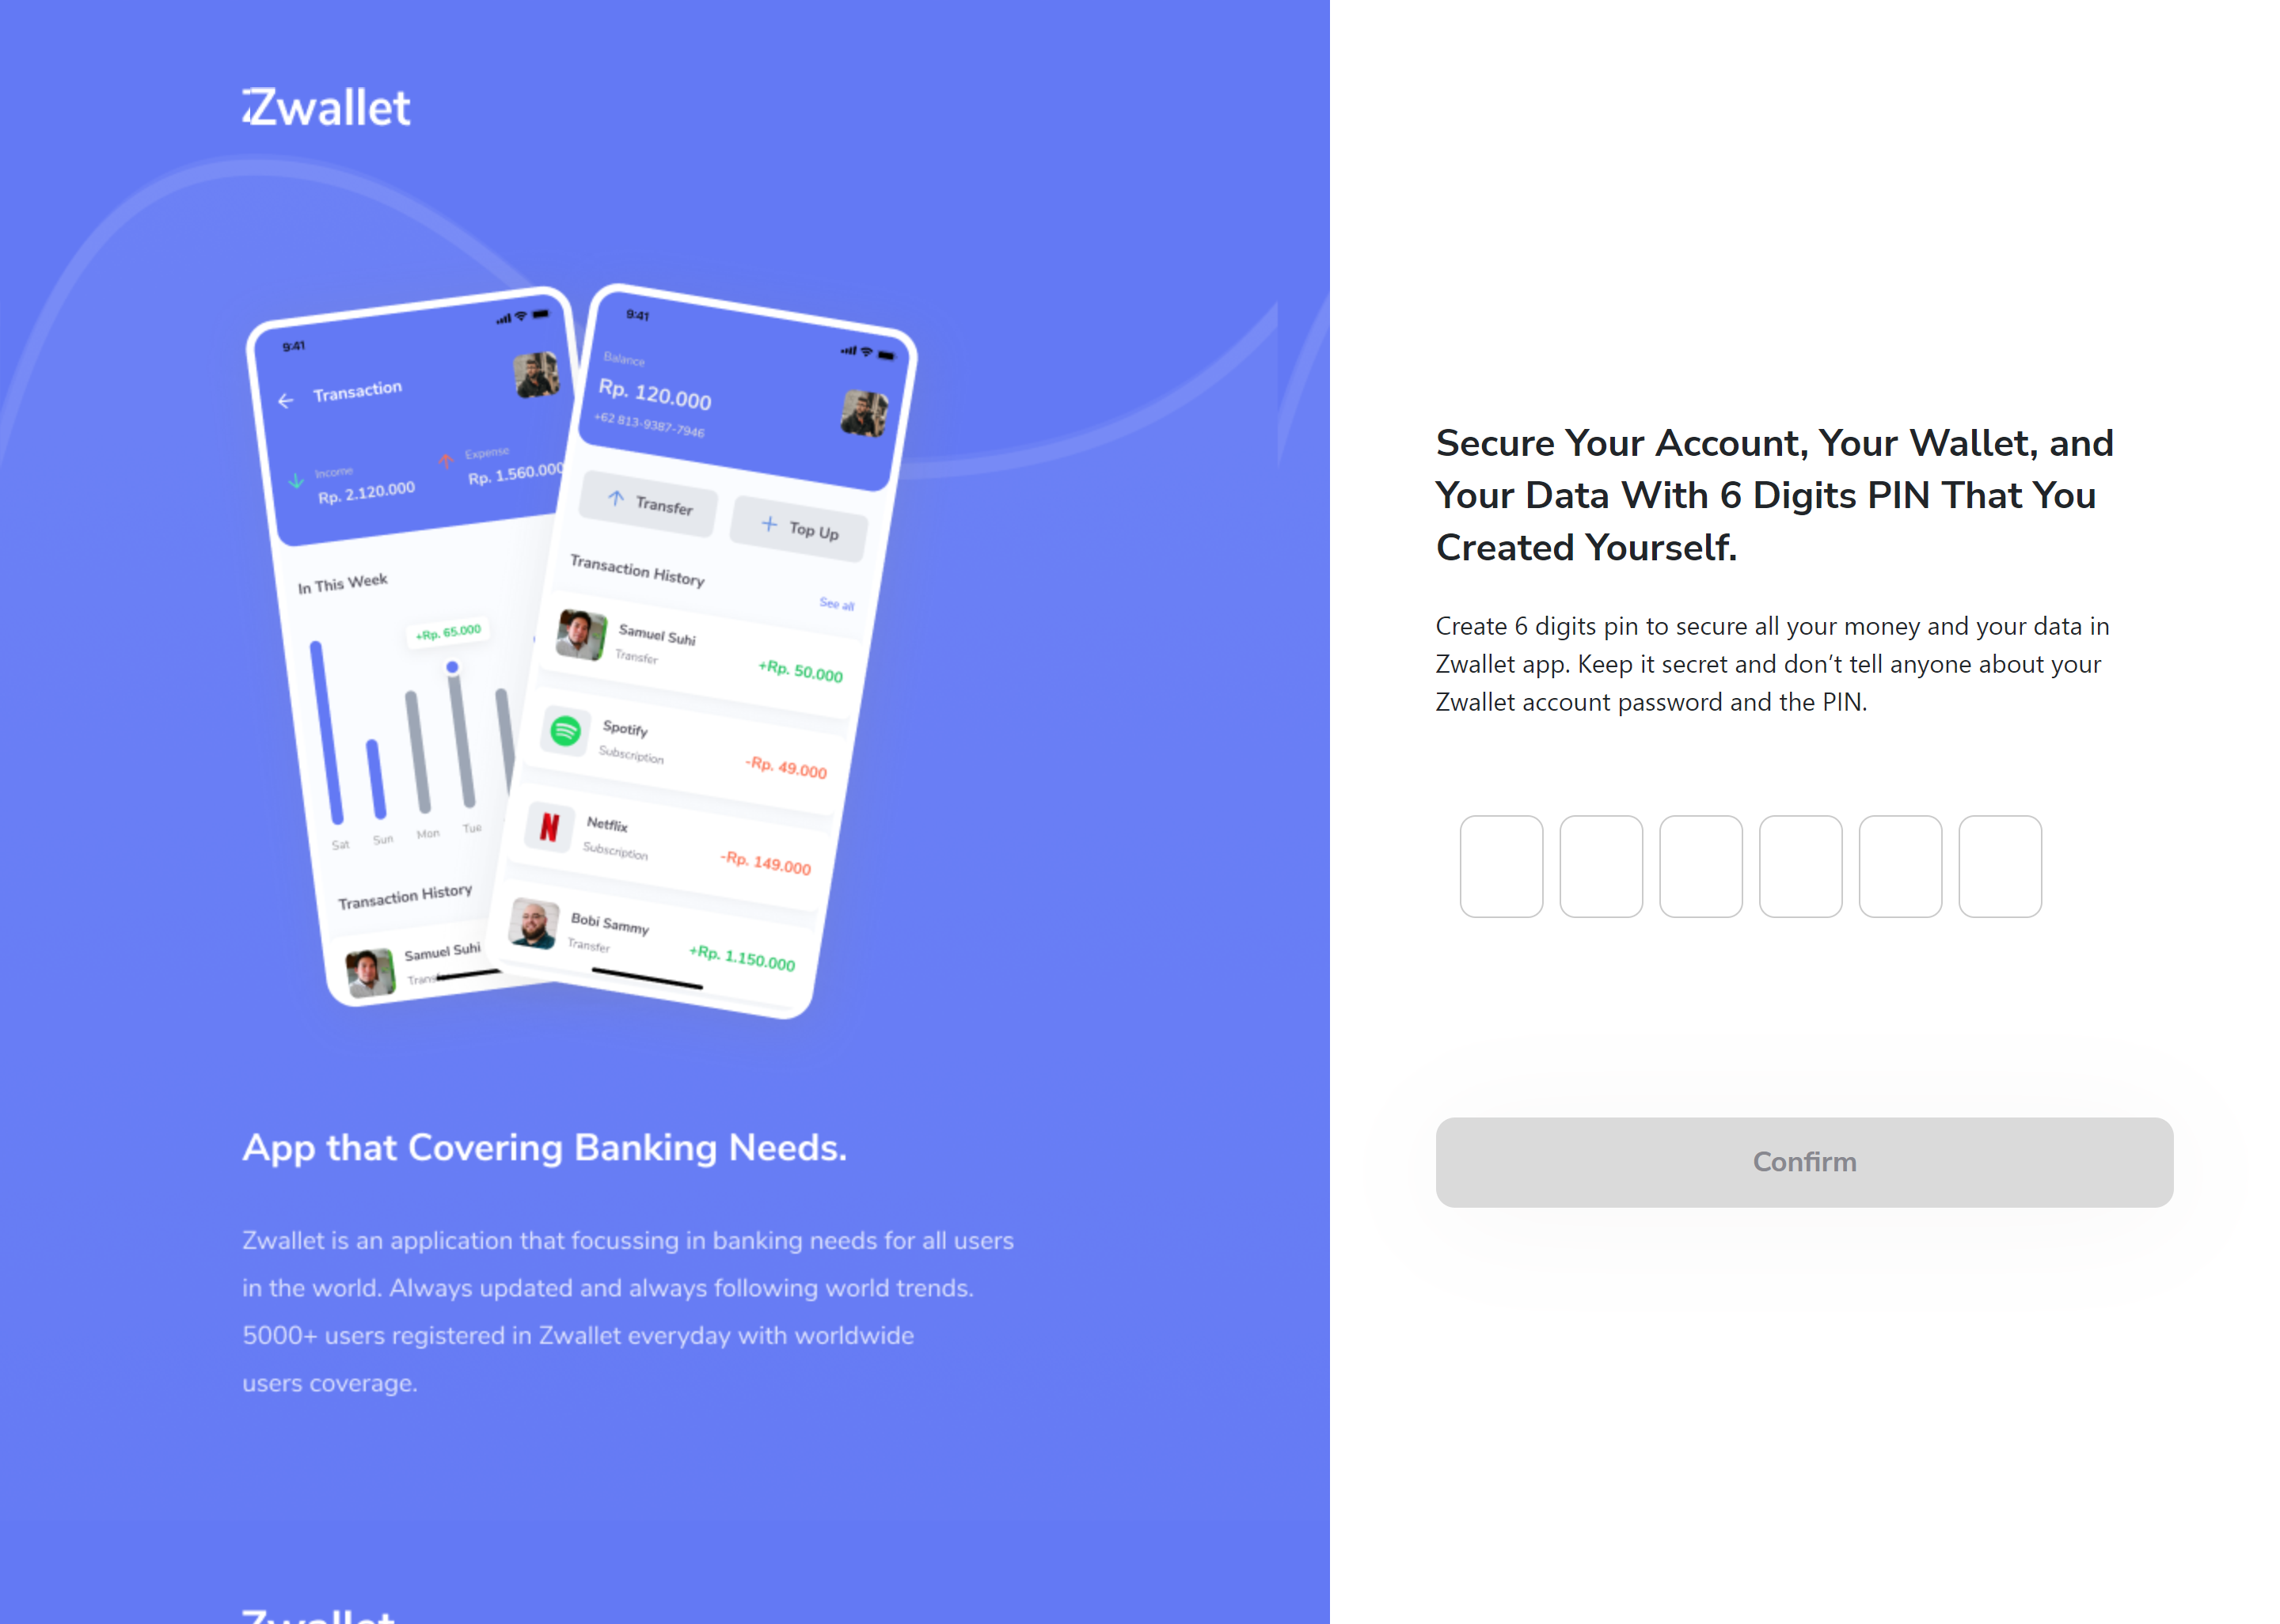 Zwallet
9:41
Transaction
Income
Rp. 2.120.000
Expense
Rp. 1.560.000
In This Week
+Rp. 65.000
Sat
Sun
Mon
Tue
Transaction History
Samuel Suhi
9:41
Balance
Rp. 120.000
+62 813-9387-7946
Transfer
Top Up
Transaction History
See all
Samuel Suhi
Transfer
+Rp. 50.000
Spotify
Subscription
-Rp. 49.000
N
Netflix
Subscription
-Rp. 149.000
Bobi Sammy
Transfer
+Rp. 1.150.000
App that Covering Banking Needs.
Zwallet is an application that focussing in banking needs for all users
in the world. Always updated and always following world trends.
5000+ users registered in Zwallet everyday with worldwide
users coverage.
Zwallet
Secure Your Account, Your Wallet, and
Your Data With 6 Digits PIN That You
Created Yourself.
Create 6 digits pin to secure all your money and your data in
Zwallet app. Keep it secret and don’t tell anyone about your
Zwallet account password and the PIN.
Confirm